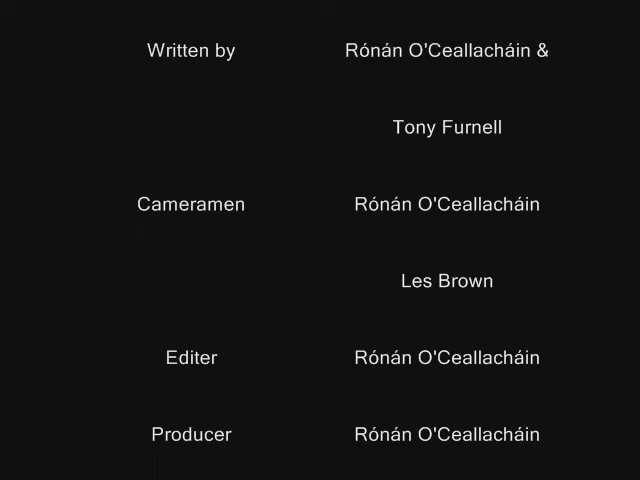 Written by Rónán O'Ceallacháin &
Tony Furnell
Cameramen Rónán O'Ceallacháin
Les Brown
Editer Rónán O'Ceallacháin
Producer Rónán O'Ceallacháin